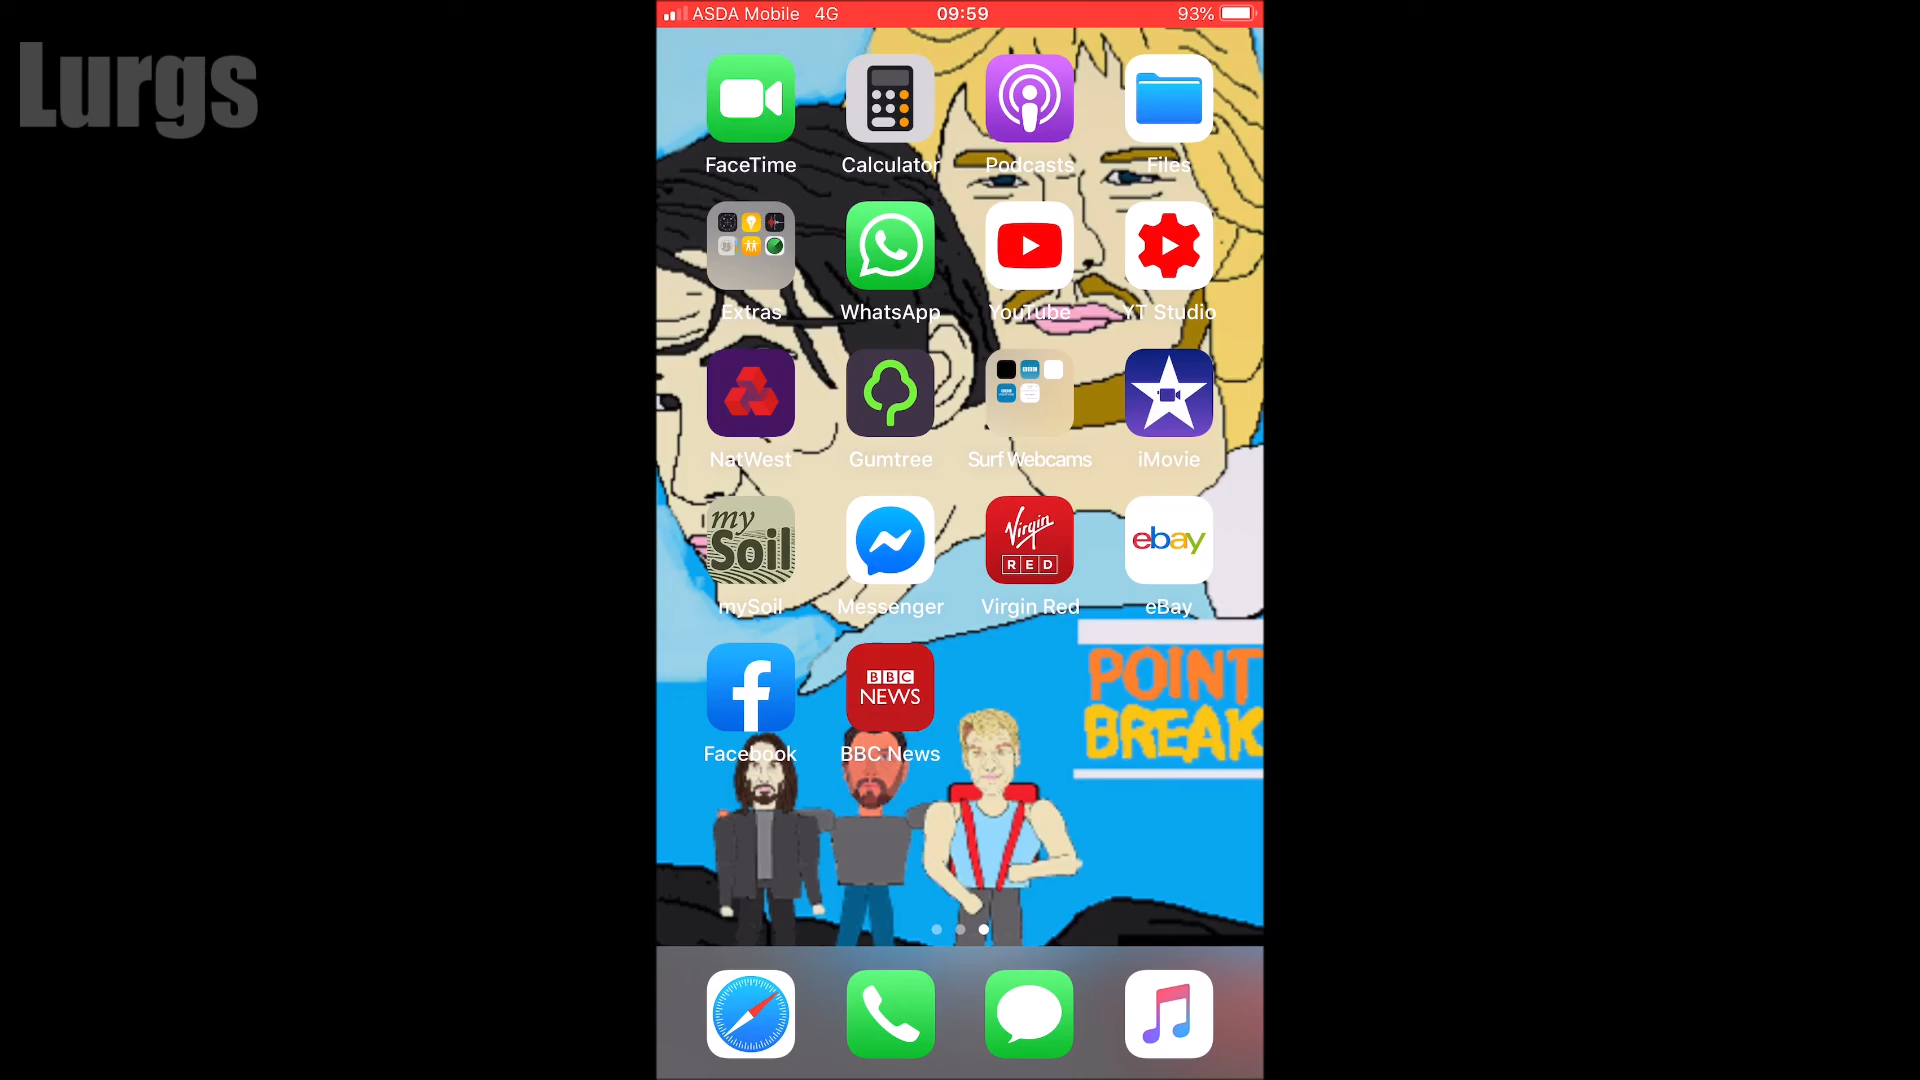 Lurgs
ASDA Mobile 4G 09:59 93%
FaceTime Calculator Podcasts Files
Extras WhatsApp YouTube YT Studio
NatWest Gumtree Surf Webcams iMovie
my
Soil
Virgin
RED
ebay
mySoil Messenger Virgin Red eBay
POINT
BREAK
BBC
NEWS
Facebook BBC News